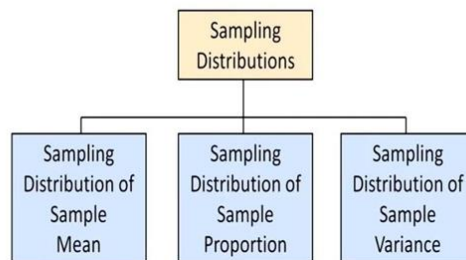 Sampling
Distributions
Sampling
Distribution of
Sample
Mean
Sampling
Distribution of
Sample
Proportion
Sampling
Distribution of
Sample
Variance